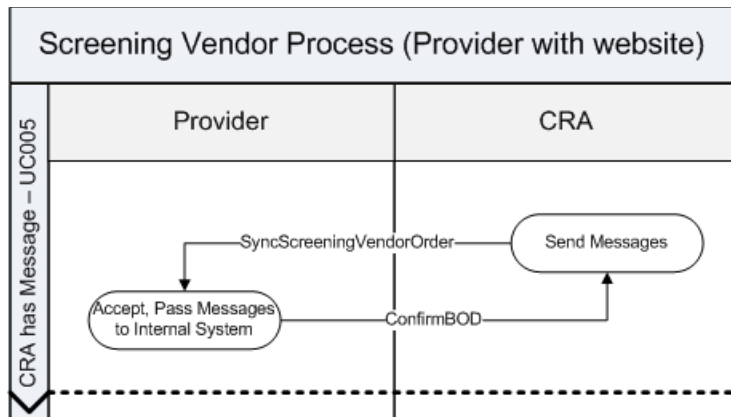 Screening Vendor Process (Provider with website)
Provider
CRA
CRA has Message – UC005
SyncScreeningVendorOrder
Send Messages
Accept, Pass Messages
to Internal System
ConfirmBOD